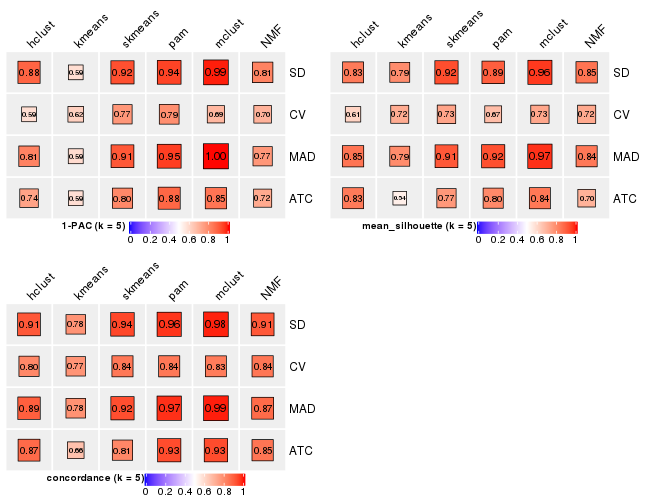 hclust kmeans skmeans pam mclust NMF
0.88 0.59 0.92 0.94 0.99 0.81 SD
0.59 0.62 0.77 0.79 0.69 0.70 CV
0.81 0.59 0.91 0.95 1.00 0.77 MAD
0.74 0.59 0.80 0.88 0.85 0.72 ATC
1-PAC (k = 5)
0 0.2 0.4 0.6 0.8 1
hclust kmeans skmeans pam mclust NMF
0.83 0.79 0.92 0.89 0.96 0.85 SD
0.61 0.72 0.73 0.67 0.73 0.72 CV
0.85 0.79 0.91 0.92 0.97 0.84 MAD
0.83 0.54 0.77 0.80 0.84 0.70 ATC
mean_silhouette (k = 5)
0 0.2 0.4 0.6 0.8 1
hclust kmeans skmeans pam mclust NMF
0.91 0.78 0.94 0.96 0.98 0.91 SD
0.80 0.77 0.84 0.84 0.83 0.84 CV
0.89 0.78 0.92 0.97 0.99 0.87 MAD
0.87 0.66 0.81 0.93 0.93 0.85 ATC
concordance (k = 5)
0 0.2 0.4 0.6 0.8 1